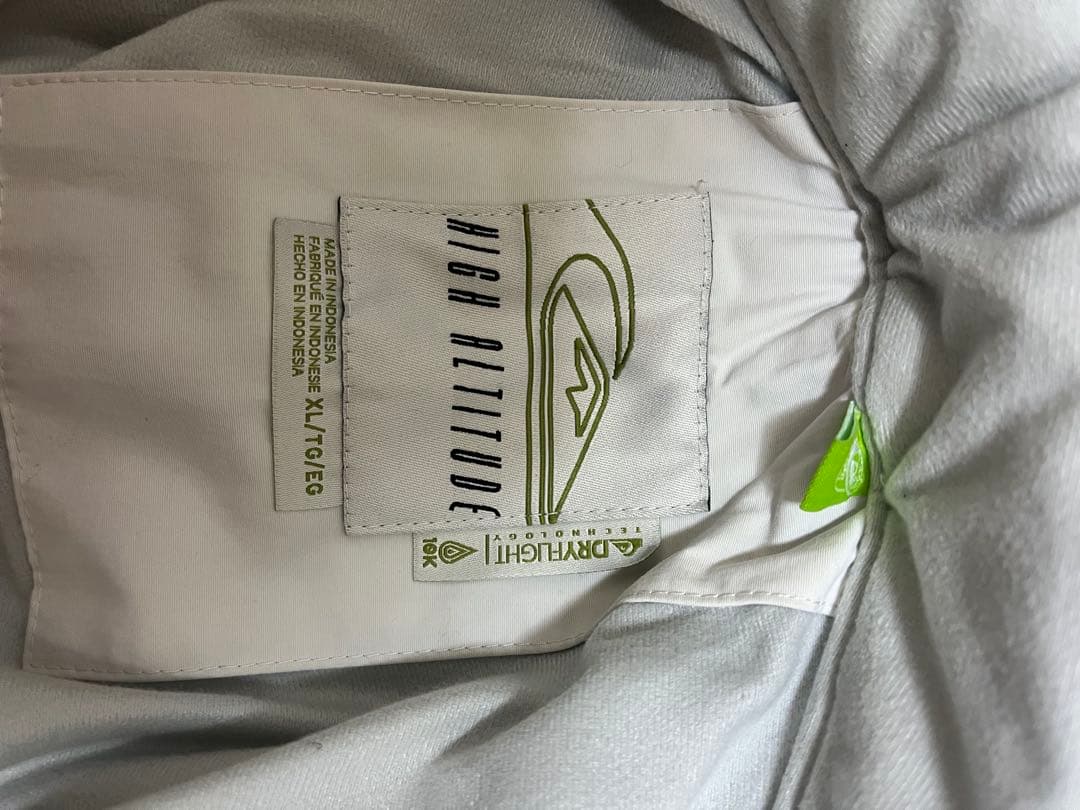 HIGH ALTITUDE
MADE IN INDONESIA
FABRIQUÉ EN INDONESIE
HECHO EN INDONESIA
XL/TG/EG
DRYFLIGHT
TECHNOLOGY
10K